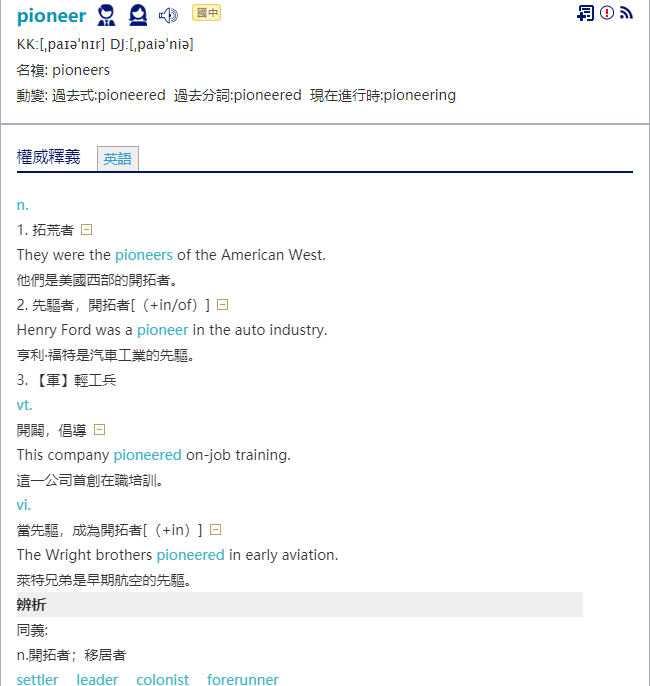 pioneer 國中
KK:[ˌpaɪəˈnɪr] DJ:[ˌpaiəˈniə]
名複: pioneers
動變: 過去式:pioneered 過去分詞:pioneered 現在進行時:pioneering
權威釋義 英語
n.
1. 拓荒者
They were the pioneers of the American West.
他們是美國西部的開拓者。
2. 先驅者，開拓者[（+in/of）]
Henry Ford was a pioneer in the auto industry.
亨利·福特是汽車工業的先驅。
3. 【軍】輕工兵
vt.
開闢，倡導
This company pioneered on-job training.
這一公司首創在職培訓。
vi.
當先驅，成為開拓者[（+in）]
The Wright brothers pioneered in early aviation.
萊特兄弟是早期航空的先驅。
辨析
同義:
n.開拓者；移居者
settler leader colonist forerunner